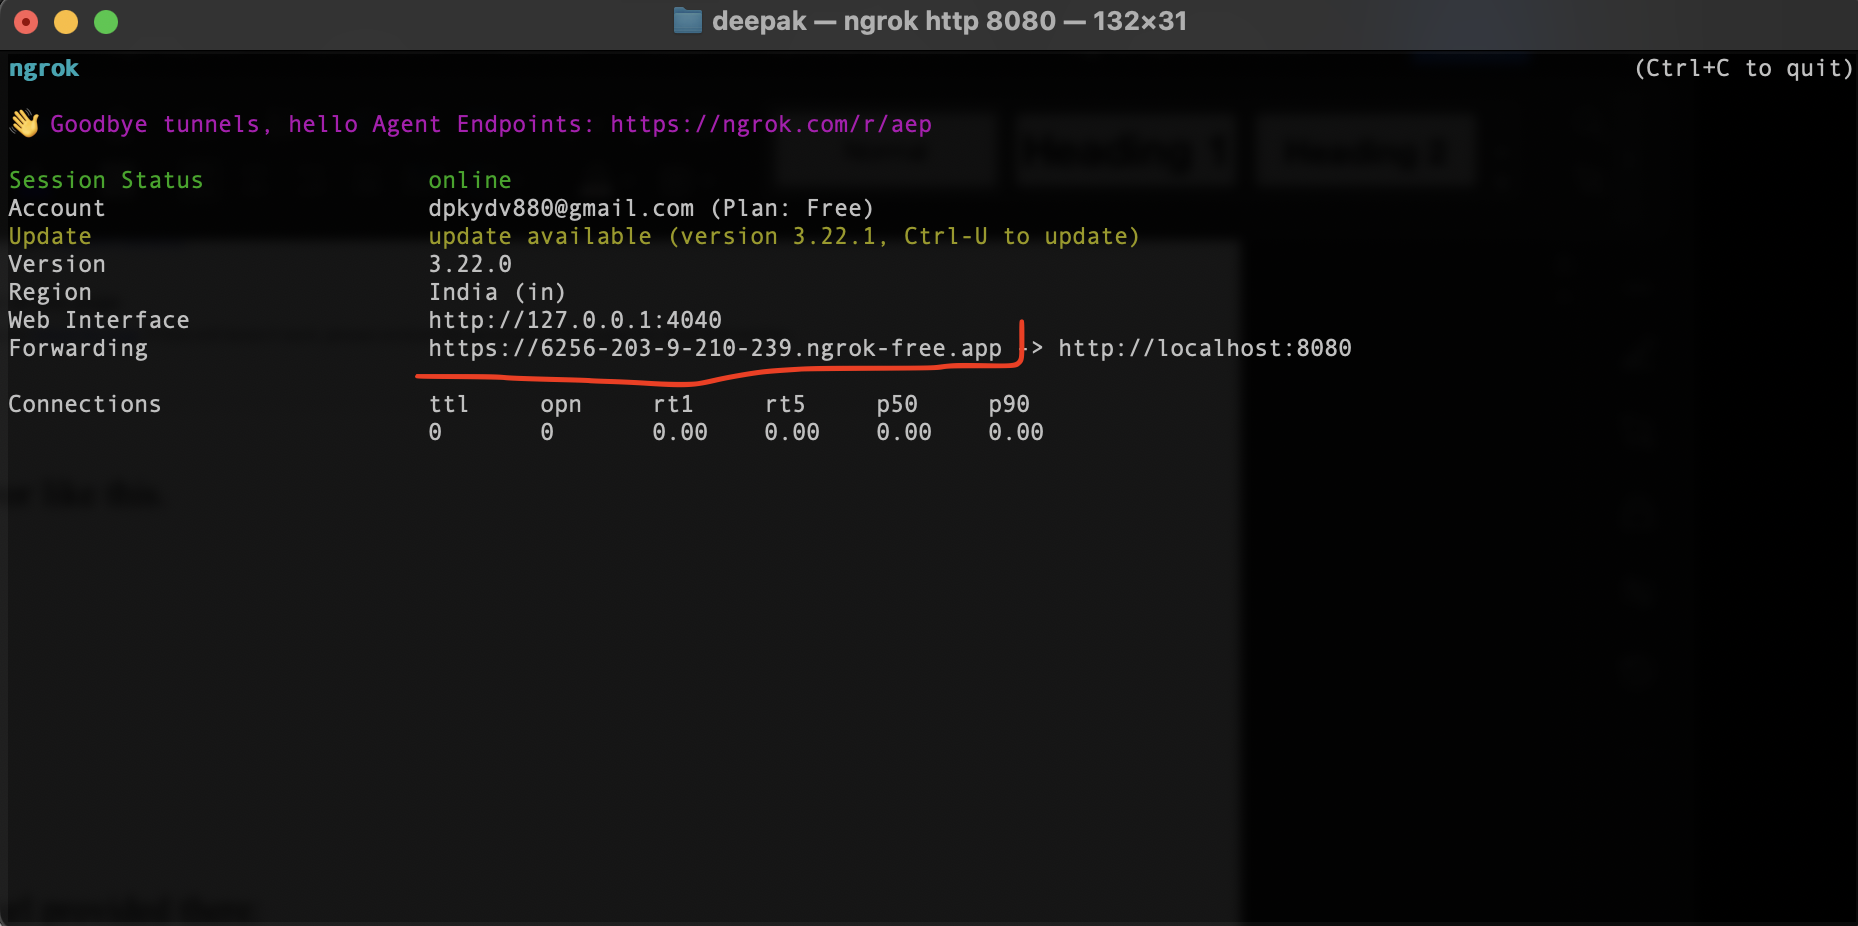 deepak — ngrok http 8080 — 132×31
ngrok (Ctrl+C to quit)
👋 Goodbye tunnels, hello Agent Endpoints: https://ngrok.com/r/aep
Session Status online
Account dpkydv880@gmail.com (Plan: Free)
Update update available (version 3.22.1, Ctrl-U to update)
Version 3.22.0
Region India (in)
Web Interface http://127.0.0.1:4040
Forwarding https://6256-203-9-210-239.ngrok-free.app -> http://localhost:8080
Connections ttl opn rt1 rt5 p50 p90
0 0 0.00 0.00 0.00 0.00
Heading 1 Heading 2